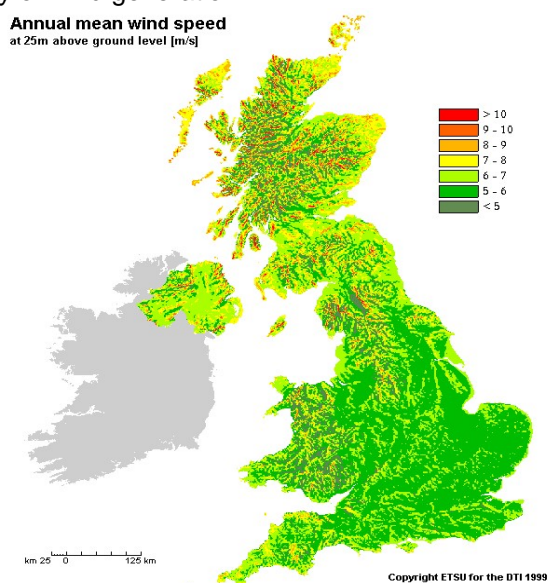 Annual mean wind speed
at 25m above ground level [m/s]
> 10
9 - 10
8 - 9
7 - 8
6 - 7
5 - 6
< 5
km 25 0 125 km
Copyright ETSU for the DTI 1999